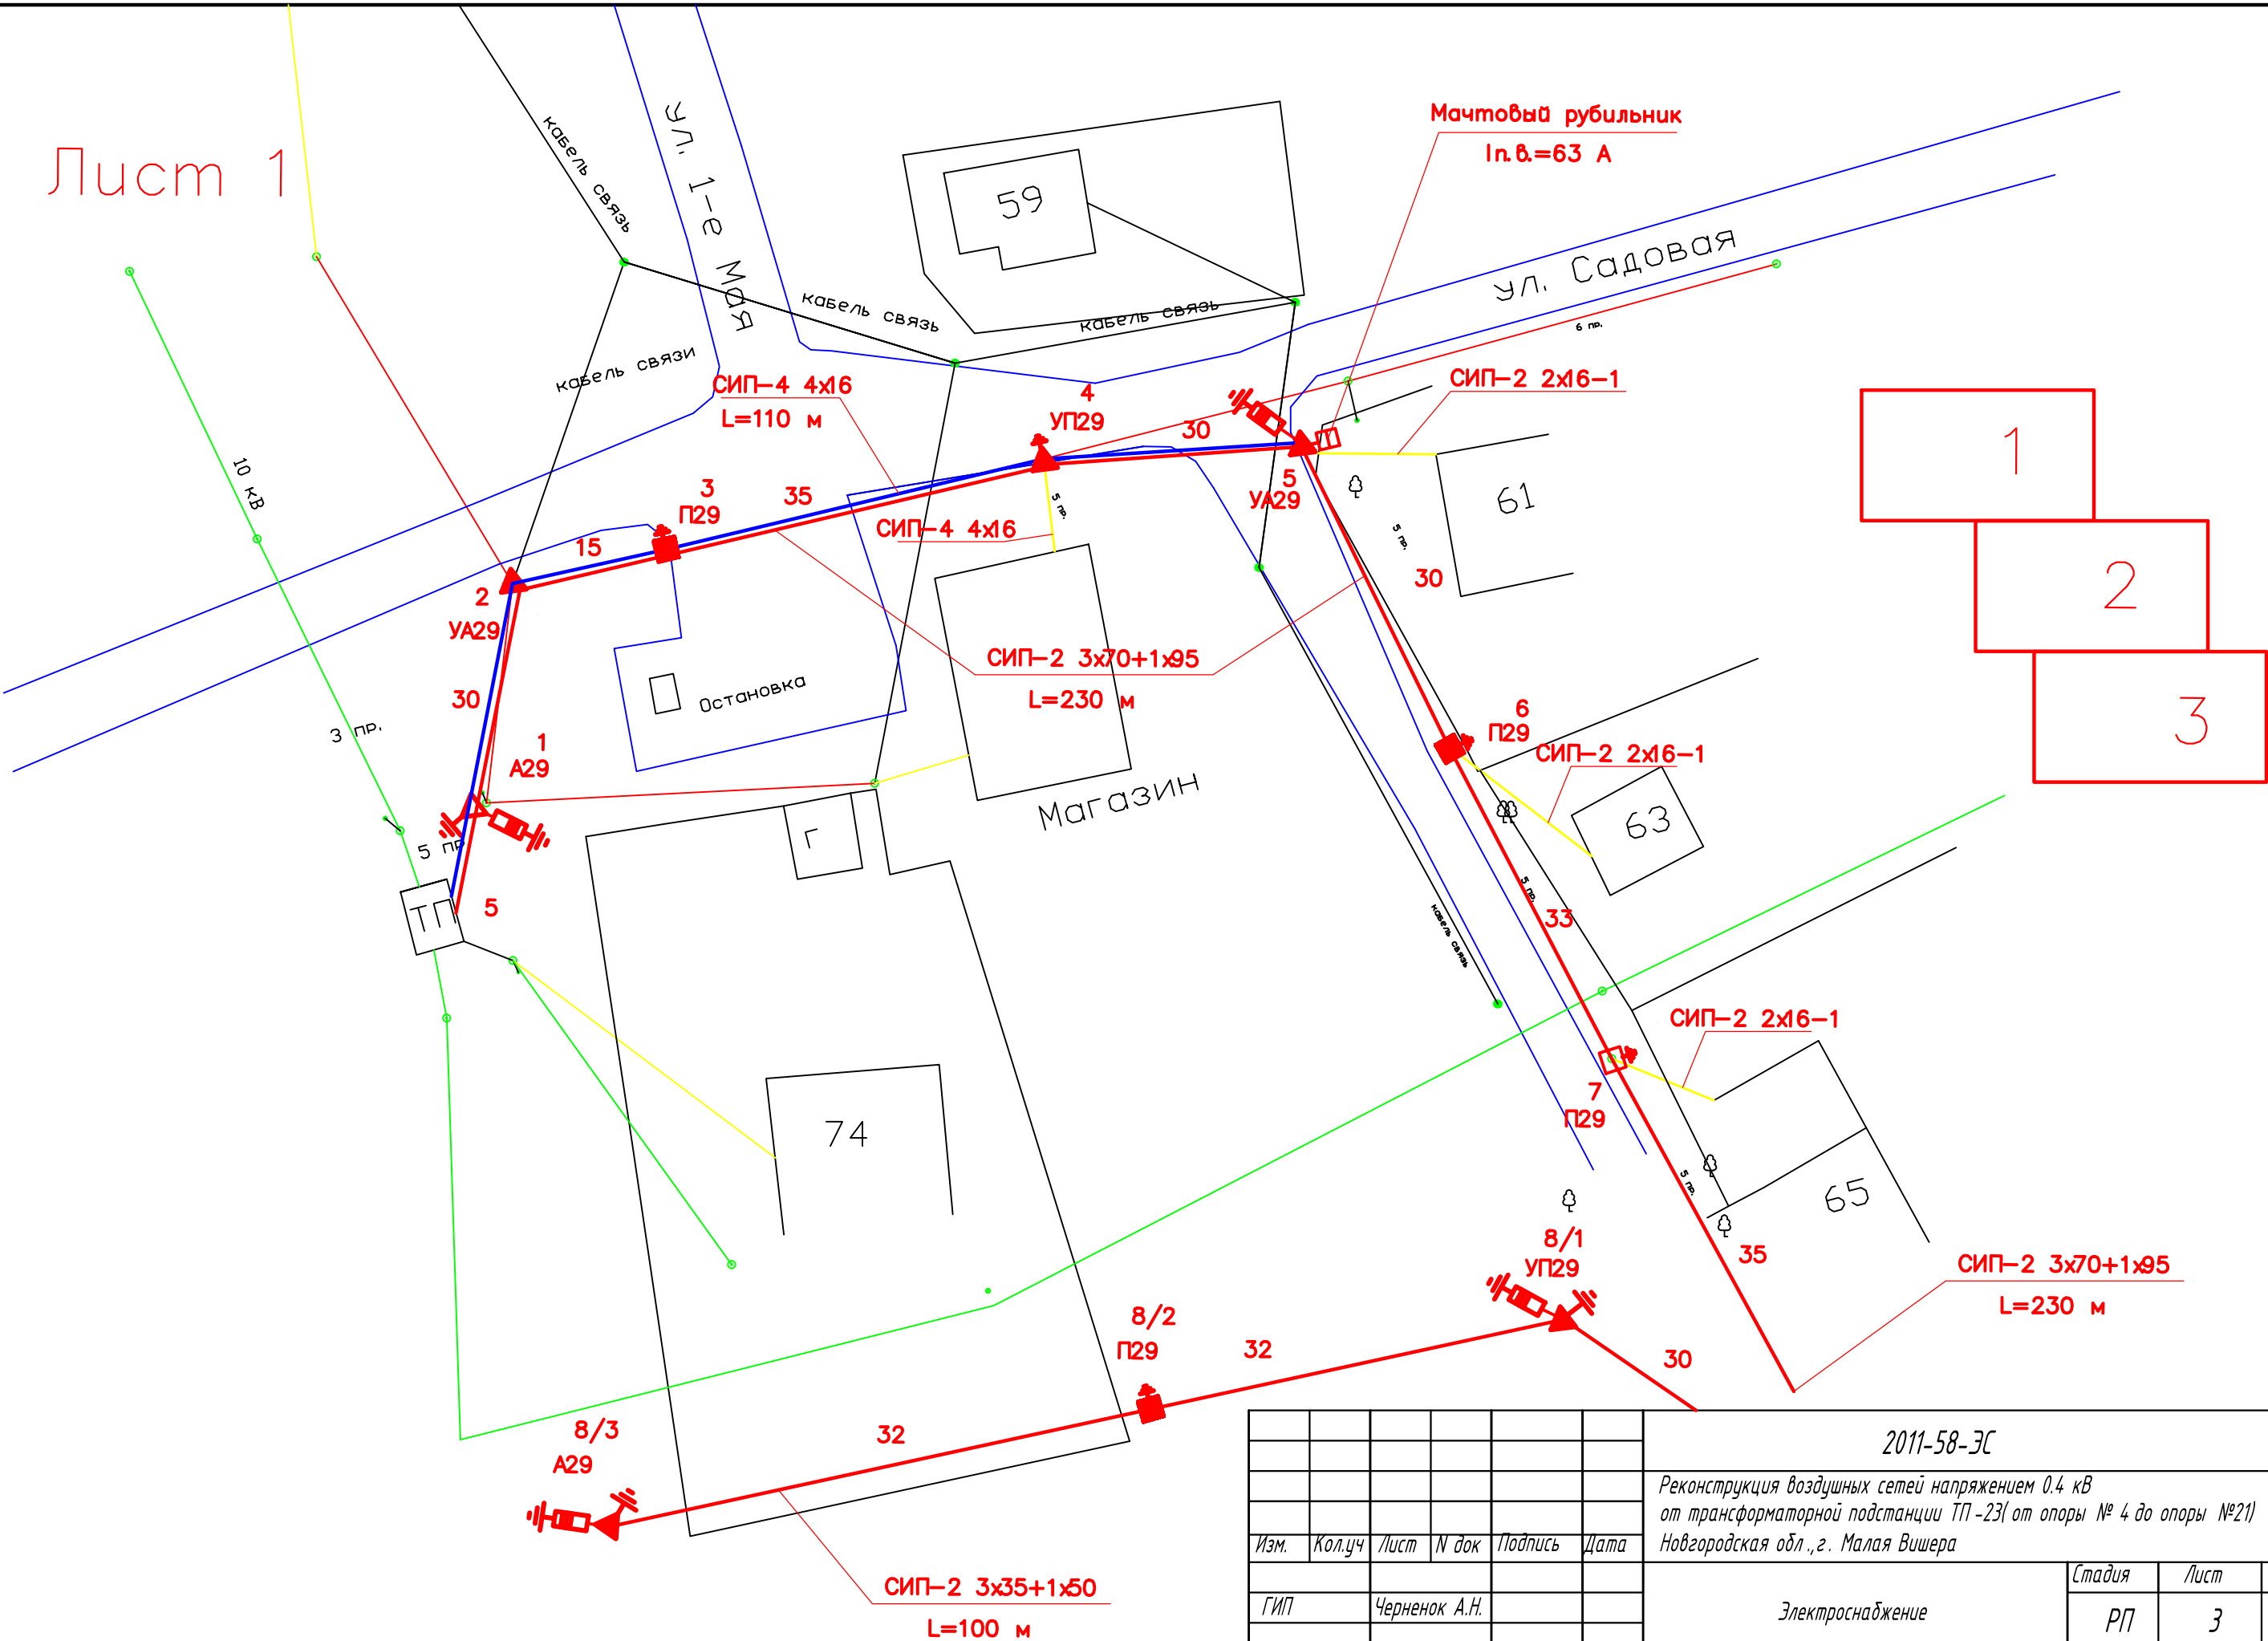 Лист 1
кабель связь
ул. 1-е Мая
59
Мачтовый рубильник
Iп.в.=63 А
ул. Садовая
6 пр.
кабель связь
кабель связь
кабель связи
СИП-4 4х16
L=110 м
4
УП29
30
СИП-2 2х16-1
1
2
3
10 кВ
3
П29
35
5
УА29
61
5 пр.
СИП-4 4х16
5 пр.
30
15
2
УА29
СИП-2 3х70+1х95
L=230 м
Остановка
30
3 пр.
1
А29
6
П29
СИП-2 2х16-1
Магазин
63
Г
5 пр
ТП
5
5 пр.
33
кабель связь
СИП-2 2х16-1
7
П29
74
5 пр.
65
35
8/1
УП29
СИП-2 3х70+1х95
L=230 м
8/2
П29
32
30
8/3
А29
32
СИП-2 3х35+1х50
L=100 м
2011-58-ЭС
Реконструкция воздушных сетей напряжением 0.4 кВ
от трансформаторной подстанции ТП -23( от опоры № 4 до опоры №21)
Новгородская обл.,г. Малая Вишера
Изм. Кол.уч Лист N док Подпись Дата
Стадия Лист
ГИП Черненок А.Н.
Электроснабжение
РП 3